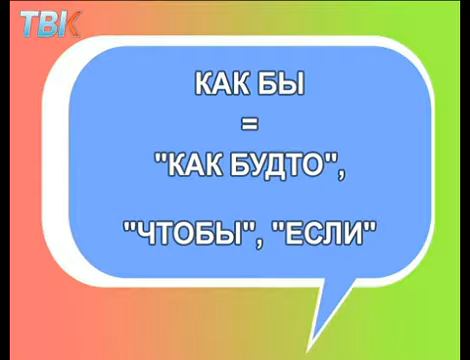 ТВК
КАК БЫ
=
"КАК БУДТО",
"ЧТОБЫ", "ЕСЛИ"